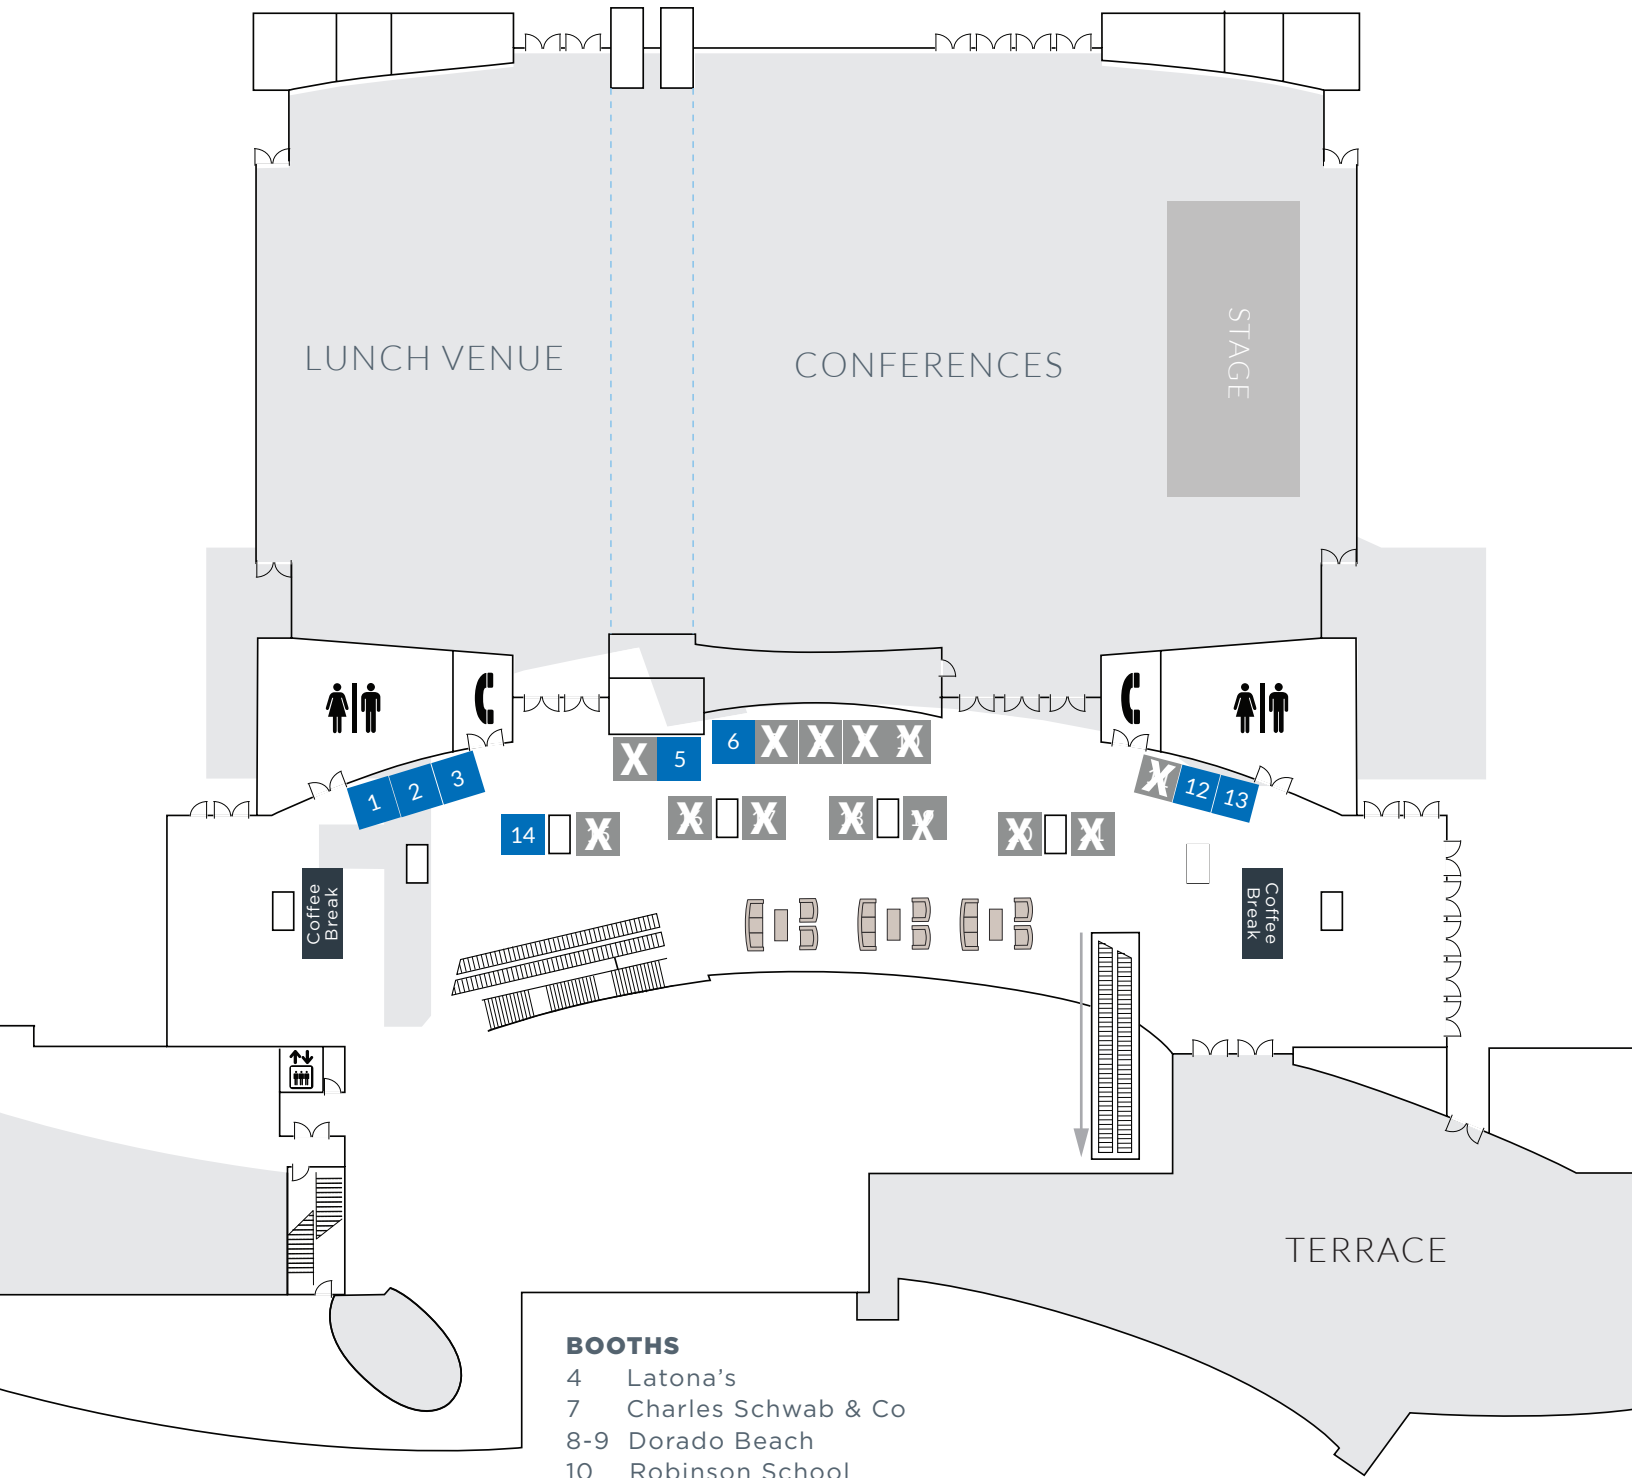 LUNCH VENUE
CONFERENCES
STAGE
1
2
3
X
5
6
X
X
X
X
X
12
13
14
X
X
X
X
X
X
X
Coffee
Break
Coffee
Break
TERRACE
BOOTHS
4 Latona's
7 Charles Schwab & Co
8-9 Dorado Beach
10 Robinson School